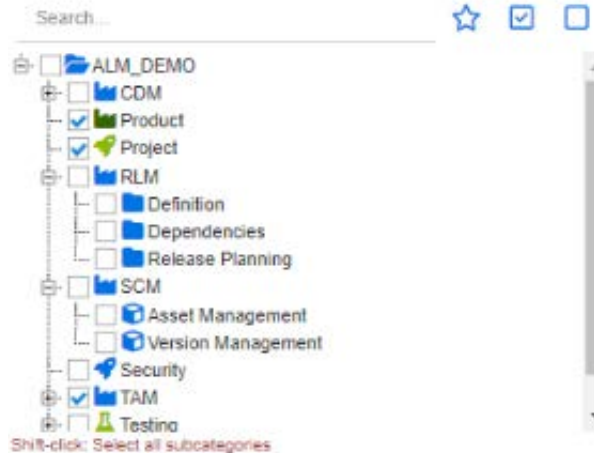 Search...
ALM_DEMO
CDM
Product
Project
RLM
Definition
Dependencies
Release Planning
SCM
Asset Management
Version Management
Security
TAM
Testing
Shift-click: Select all subcategories